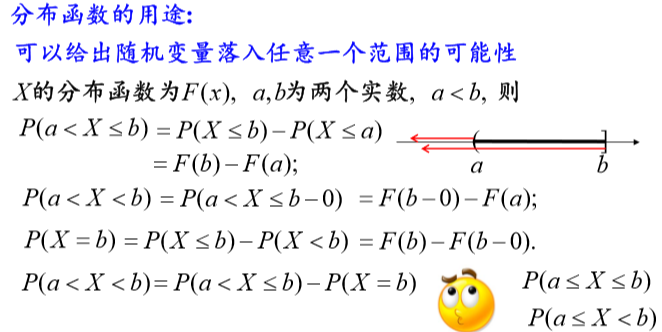 分布函数的用途:
可以给出随机变量落入任意一个范围的可能性
X的分布函数为F(x), a,b为两个实数, a<b, 则
P(a<X≤b)=P(X≤b)−P(X≤a)
=F(b)−F(a);
a b
P(a<X<b)=P(a<X≤b−0) =F(b−0)−F(a);
P(X=b)=P(X≤b)−P(X<b)=F(b)−F(b−0).
P(a<X<b)=P(a<X≤b)−P(X=b)
P(a≤X≤b)
P(a≤X<b)